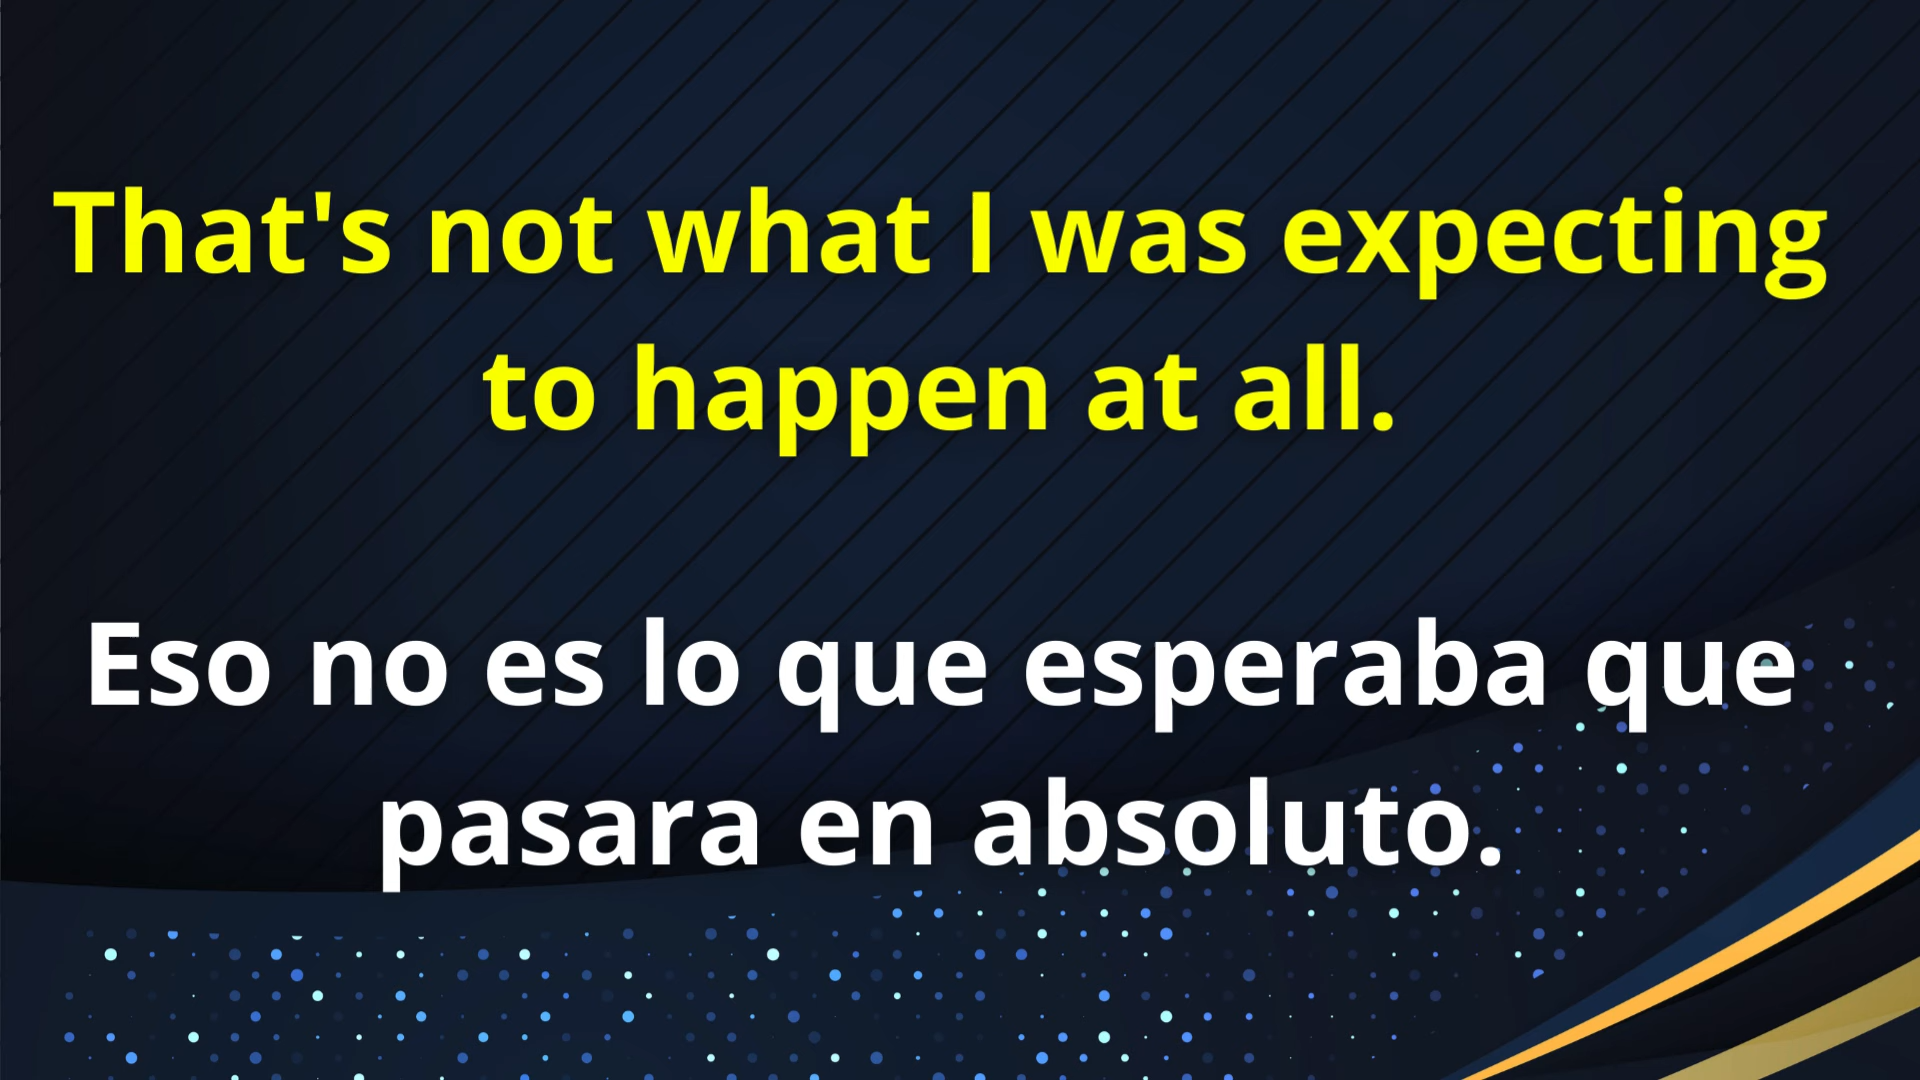 That's not what I was expecting
to happen at all.
Eso no es lo que esperaba que
pasara en absoluto.